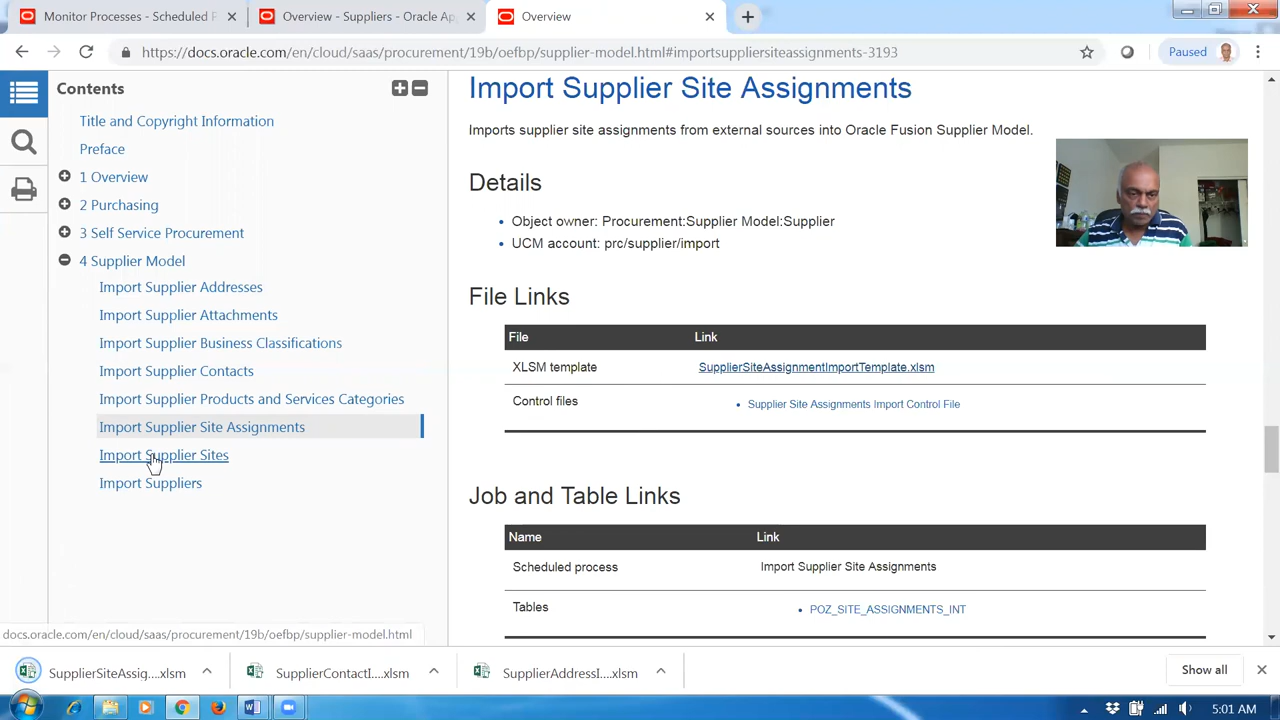 Monitor Processes - Scheduled P
Overview - Suppliers - Oracle Ap
Overview
https://docs.oracle.com/en/cloud/saas/procurement/19b/oefbp/supplier-model.html#importsuppliersiteassignments-3193
Paused
Contents
Title and Copyright Information
Preface
1 Overview
2 Purchasing
3 Self Service Procurement
4 Supplier Model
Import Supplier Addresses
Import Supplier Attachments
Import Supplier Business Classifications
Import Supplier Contacts
Import Supplier Products and Services Categories
Import Supplier Site Assignments
Import Supplier Sites
Import Suppliers
docs.oracle.com/en/cloud/saas/procurement/19b/oefbp/supplier-model.html
Import Supplier Site Assignments
Imports supplier site assignments from external sources into Oracle Fusion Supplier Model.
Details
• Object owner: Procurement:Supplier Model:Supplier
• UCM account: prc/supplier/import
File Links
File Link
XLSM template SupplierSiteAssignmentImportTemplate.xlsm
Control files • Supplier Site Assignments Import Control File
Job and Table Links
Name Link
Scheduled process Import Supplier Site Assignments
Tables • POZ_SITE_ASSIGNMENTS_INT
SupplierSiteAssig....xlsm
SupplierContactI....xlsm
SupplierAddressI....xlsm
Show all
5:01 AM